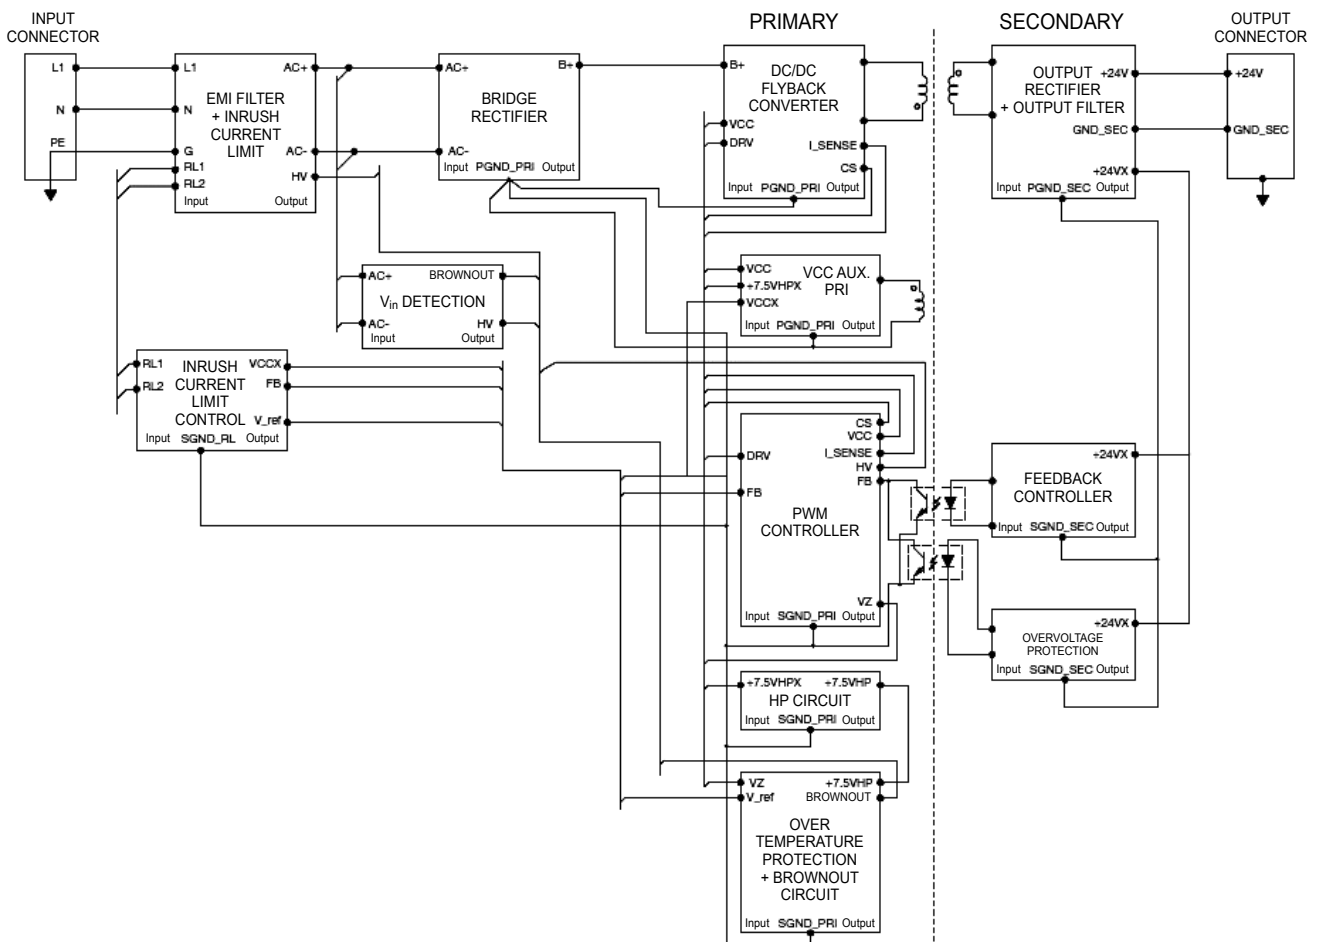 INPUT
CONNECTOR
PRIMARY
SECONDARY
OUTPUT
CONNECTOR
L1
N
PE
L1
N
G
RL1
RL2
Input
EMI FILTER
+ INRUSH
CURRENT
LIMIT
AC+
AC-
HV
Output
AC+
AC-
Input
BRIDGE
RECTIFIER
B+
PGND_PRI
Output
B+
VCC
DRV
Input
DC/DC
FLYBACK
CONVERTER
I_SENSE
CS
PGND_PRI
Output
OUTPUT
RECTIFIER
+ OUTPUT FILTER
+24V
GND_SEC
+24VX
Input
PGND_SEC
Output
+24V
GND_SEC
AC+
AC-
Input
BROWNOUT
Vin DETECTION
HV
Output
VCC
+7.5VHPX
VCCX
VCC AUX.
PRI
Input
PGND_PRI
Output
RL1
RL2
INRUSH
CURRENT
LIMIT
CONTROL
VCCX
FB
V_ref
Input
SGND_RL
Output
DRV
FB
CS
VCC
I_SENSE
HV
FB
PWM
CONTROLLER
VZ
Input
SGND_PRI
Output
+24VX
FEEDBACK
CONTROLLER
Input
SGND_SEC
Output
+24VX
OVERVOLTAGE
PROTECTION
Input
SGND_SEC
Output
+7.5VHPX
+7.5VHP
HP CIRCUIT
Input
SGND_PRI
Output
VZ
V_ref
+7.5VHP
BROWNOUT
OVER
TEMPERATURE
PROTECTION
+ BROWNOUT
CIRCUIT
Input
SGND_PRI
Output